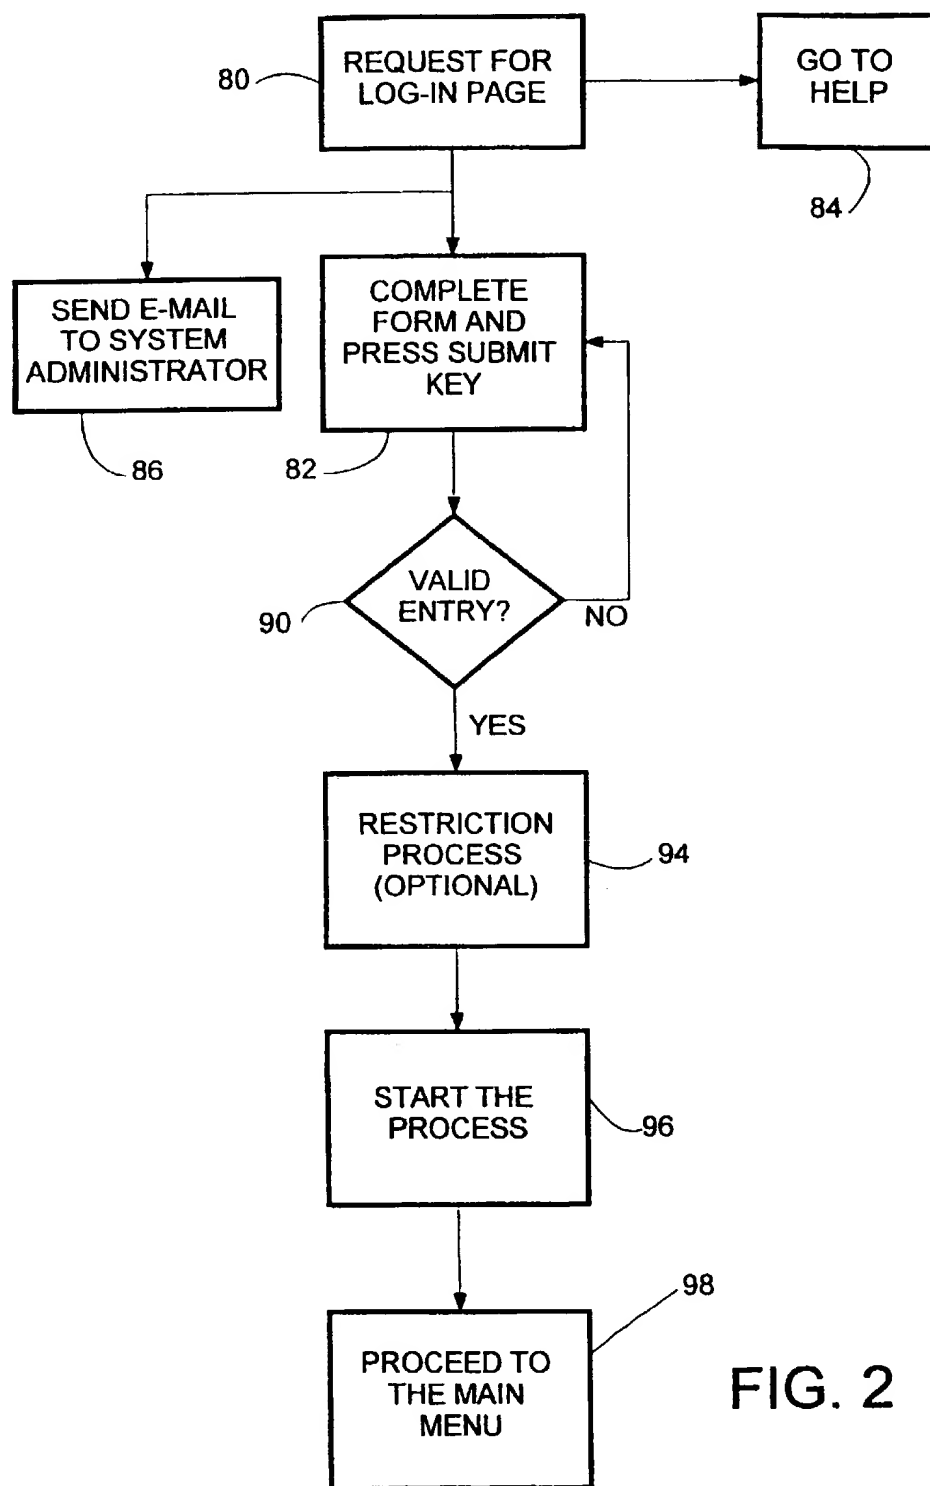 80
REQUEST FOR
LOG-IN PAGE
GO TO
HELP
84
SEND E-MAIL
TO SYSTEM
ADMINISTRATOR
86
COMPLETE
FORM AND
PRESS SUBMIT
KEY
82
VALID
ENTRY?
90
NO
YES
RESTRICTION
PROCESS
(OPTIONAL)
94
START THE
PROCESS
96
PROCEED TO
THE MAIN
MENU
98
FIG. 2